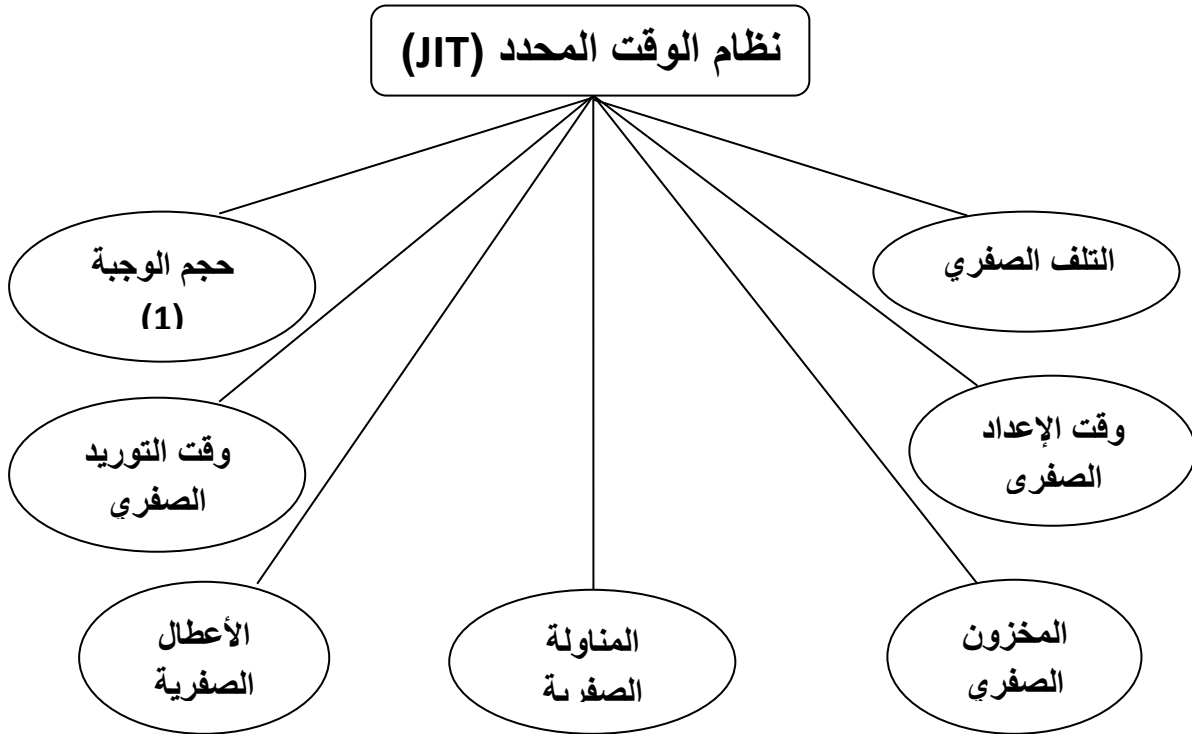 نظام الوقت المحدد (JIT)
التلف الصفري
حجم الوجبة
(1)
وقت الإعداد
الصفري
وقت التوريد
الصفري
المخزون
الصفري
المناولة
الصفرية
الأعطال
الصفرية